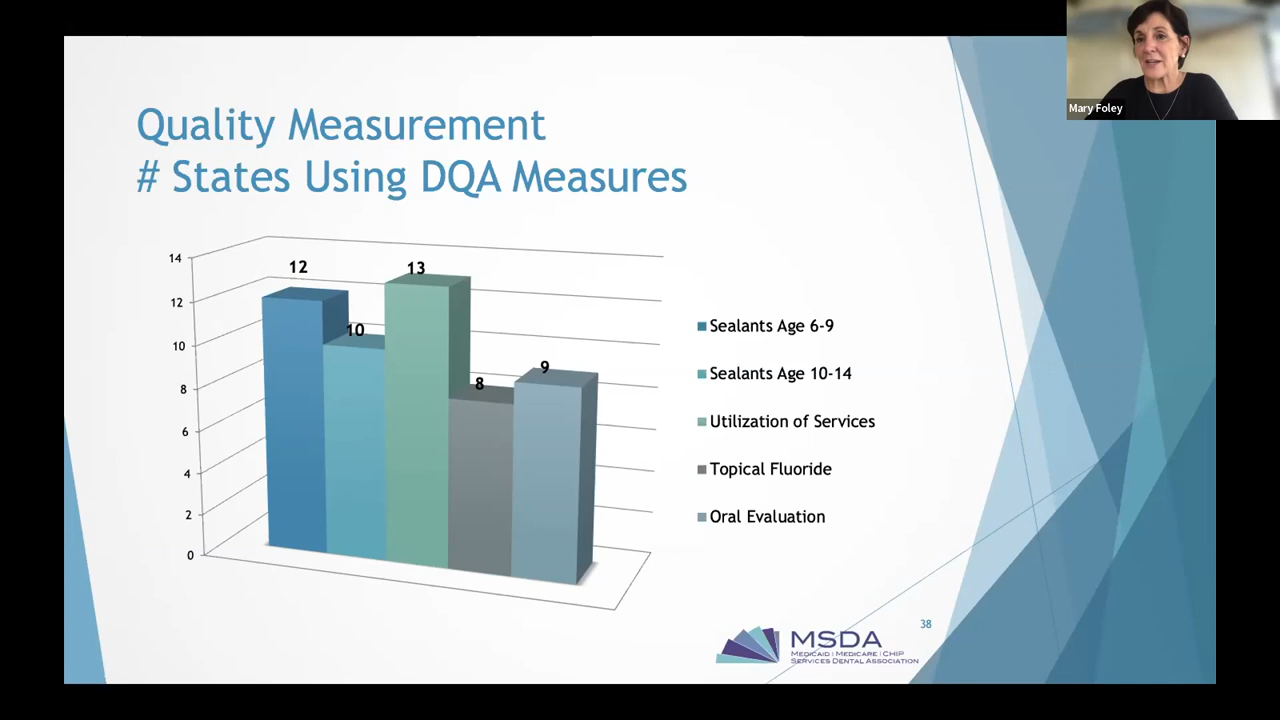 Mary Foley
Quality Measurement
# States Using DQA Measures
14
12
10
8
6
4
2
0
12
10
13
8
9
Sealants Age 6-9
Sealants Age 10-14
Utilization of Services
Topical Fluoride
Oral Evaluation
38
MSDA
MEDICAID | MEDICARE | CHIP
SERVICES DENTAL ASSOCIATION